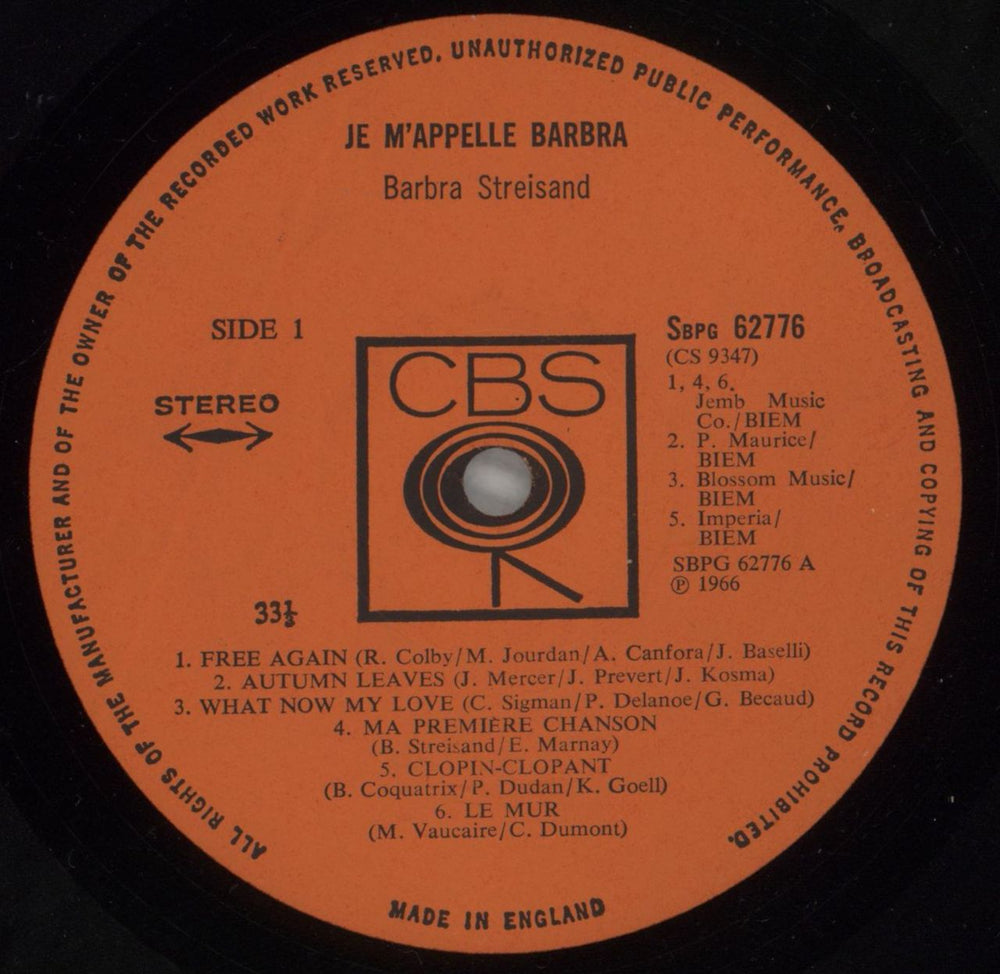 ALL RIGHTS OF THE MANUFACTURER AND OF THE OWNER OF THE RECORDED WORK RESERVED. UNAUTHORIZED PUBLIC PERFORMANCE, BROADCASTING AND COPYING OF THIS RECORD PROHIBITED.
JE M'APPELLE BARBRA
Barbra Streisand
SIDE 1
STEREO
33⅓
CBS
SBPG 62776
(CS 9347)
1, 4, 6.
Jemb Music
Co./BIEM
2. P. Maurice/
BIEM
3. Blossom Music/
BIEM
5. Imperia/
BIEM
SBPG 62776 A
℗ 1966
1. FREE AGAIN (R. Colby/M. Jourdan/A. Canfora/J. Baselli)
2. AUTUMN LEAVES (J. Mercer/J. Prevert/J. Kosma)
3. WHAT NOW MY LOVE (C. Sigman/P. Delanoe/G. Becaud)
4. MA PREMIÈRE CHANSON
(B. Streisand/E. Marnay)
5. CLOPIN-CLOPANT
(B. Coquatrix/P. Dudan/K. Goell)
6. LE MUR
(M. Vaucaire/C. Dumont)
MADE IN ENGLAND